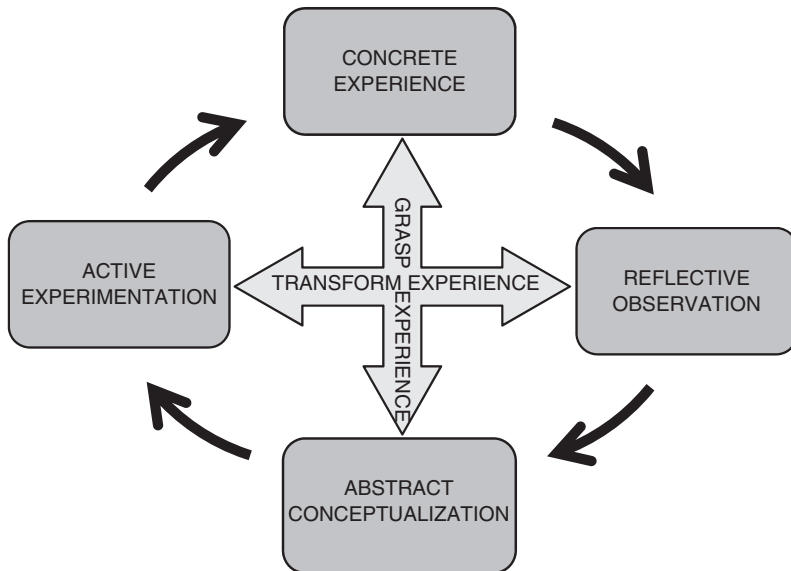 CONCRETE
EXPERIENCE
GRASP EXPERIENCE
ACTIVE
EXPERIMENTATION
TRANSFORM EXPERIENCE
REFLECTIVE
OBSERVATION
ABSTRACT
CONCEPTUALIZATION